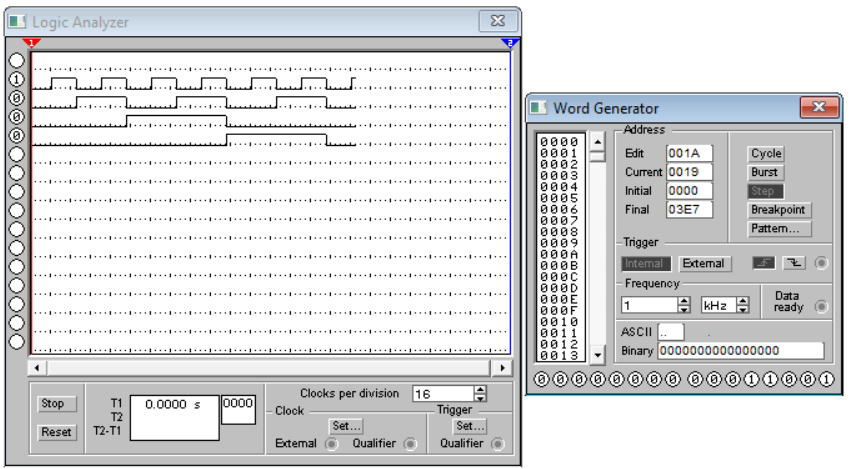 Logic Analyzer
1
2
1
0
0
0
Stop
Reset
T1
T2
T2-T1
0.0000 s
0000
Clocks per division
16
Clock
Set...
External
Qualifier
Trigger
Set...
Qualifier
Word Generator
0000
0001
0002
0003
0004
0005
0006
0007
0008
0009
000A
000B
000C
000D
000E
000F
0010
0011
0012
0013
Address
Edit 001A
Current 0019
Initial 0000
Final 03E7
Cycle
Burst
Step
Breakpoint
Pattern...
Trigger
Internal
External
Frequency
1
kHz
Data
ready
ASCII ..
.
Binary 0000000000000000
0 0 0 0 0 0 0 0 0 0 0 1 1 0 0 1